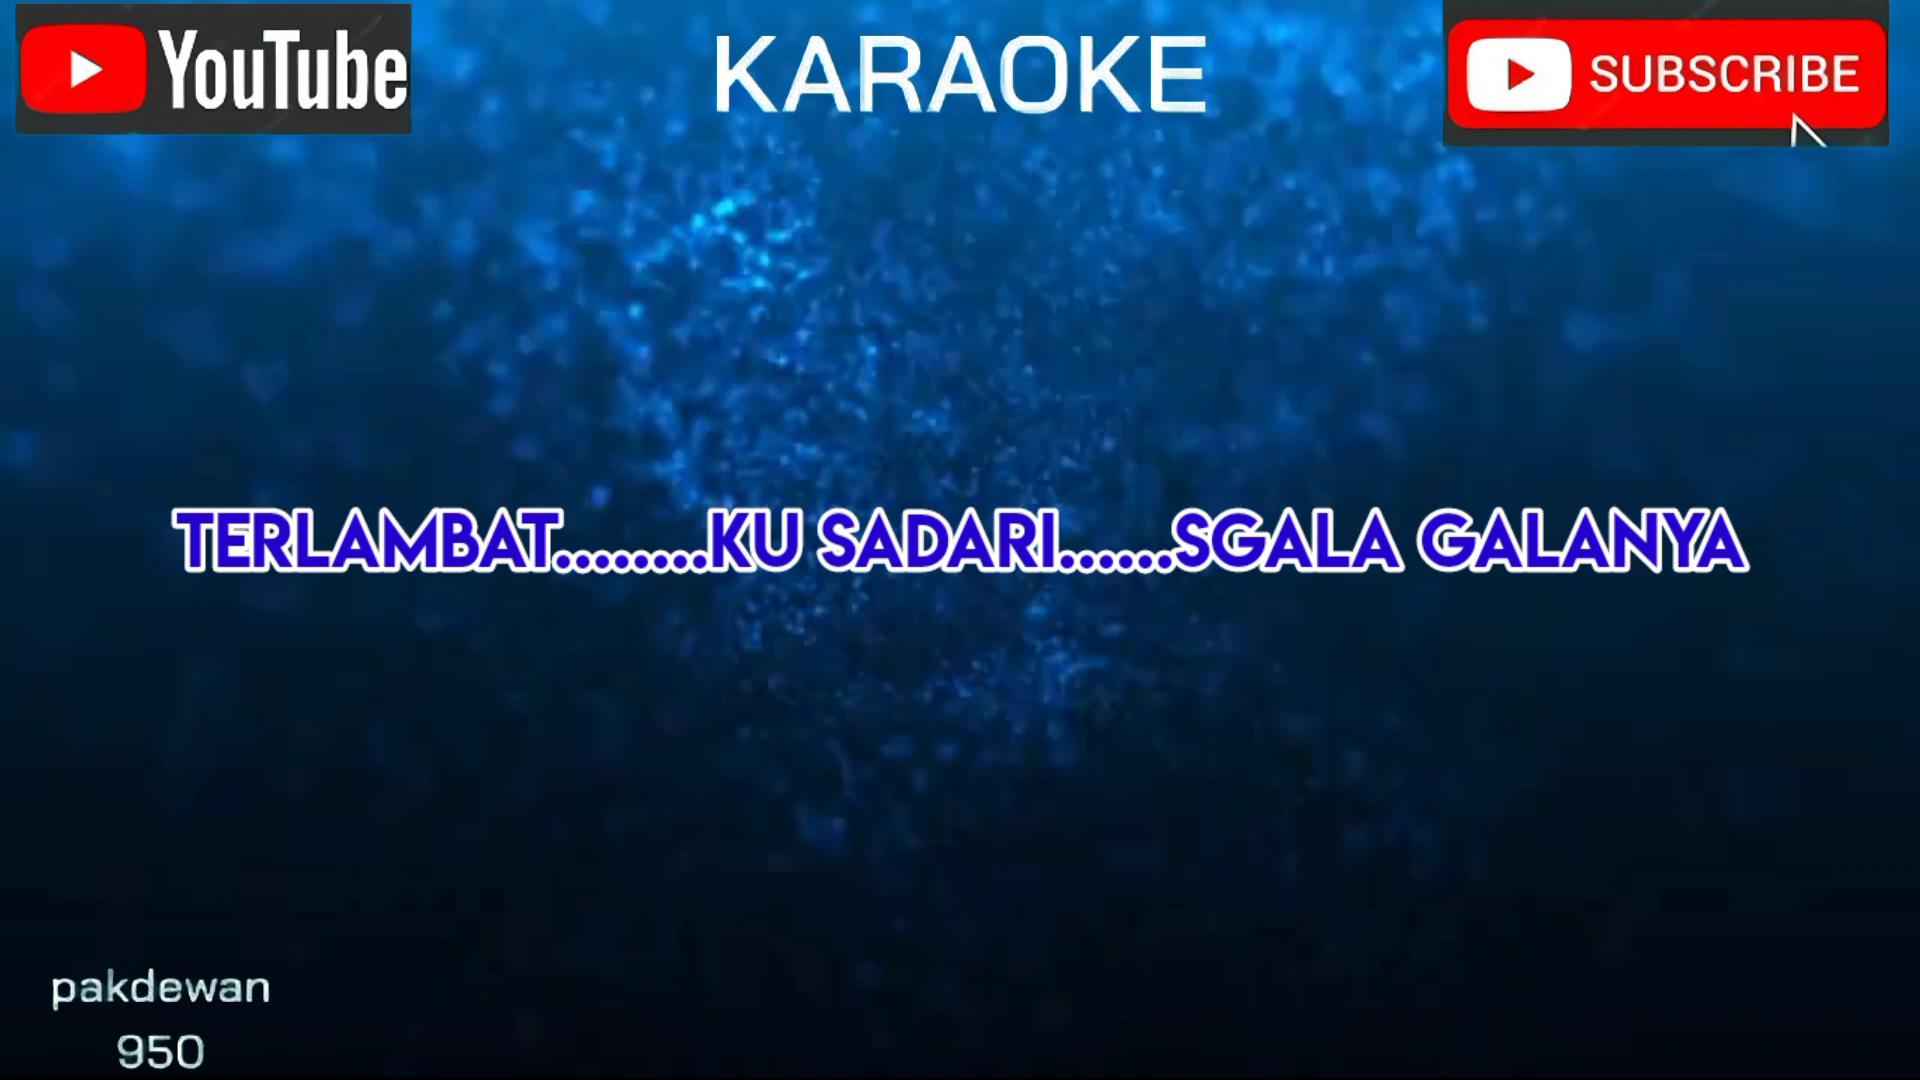 YouTube
KARAOKE
SUBSCRIBE
TERLAMBAT........KU SADARI......SGALA GALANYA
pakdewan
950